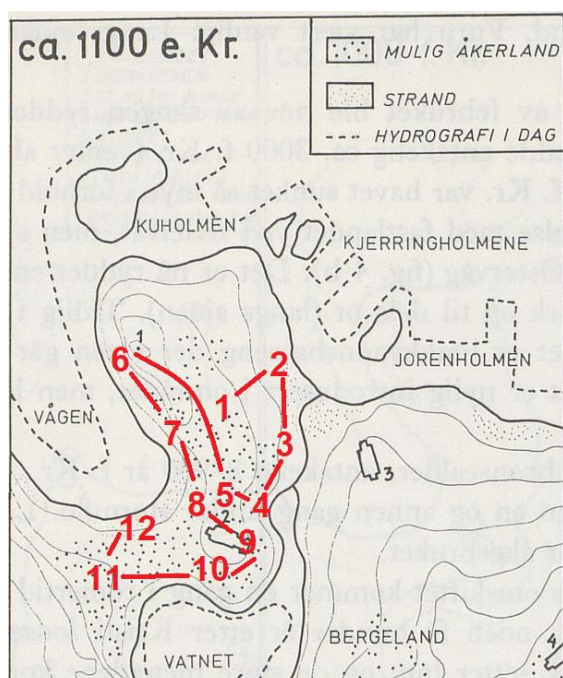 ca. 1100 e. Kr.
MULIG ÅKERLAND
STRAND
HYDROGRAFI I DAG
KUHOLMEN
KJERRINGHOLMENE
JORENHOLMEN
1
6
2
1
VÅGEN
7
3
3
5
4
8
2.
9
12
11
10
BERGELAND
VATNET
4